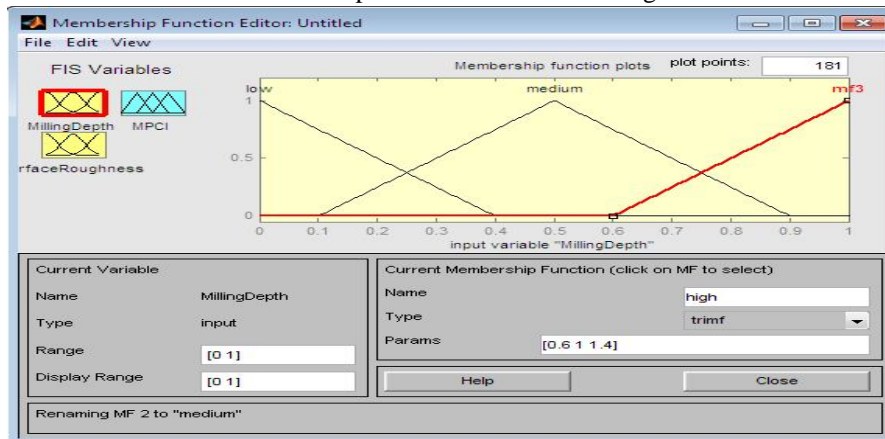 Membership Function Editor: Untitled
File Edit View
FIS Variables
Membership function plots plot points: 181
low medium mf3
MillingDepth MPCI
rfaceRoughness
1
0.5
0
0 0.1 0.2 0.3 0.4 0.5 0.6 0.7 0.8 0.9 1
input variable "MillingDepth"
Current Variable
Name MillingDepth
Type input
Range [0 1]
Display Range [0 1]
Current Membership Function (click on MF to select)
Name high
Type trimf
Params [0.6 1 1.4]
Help Close
Renaming MF 2 to "medium"